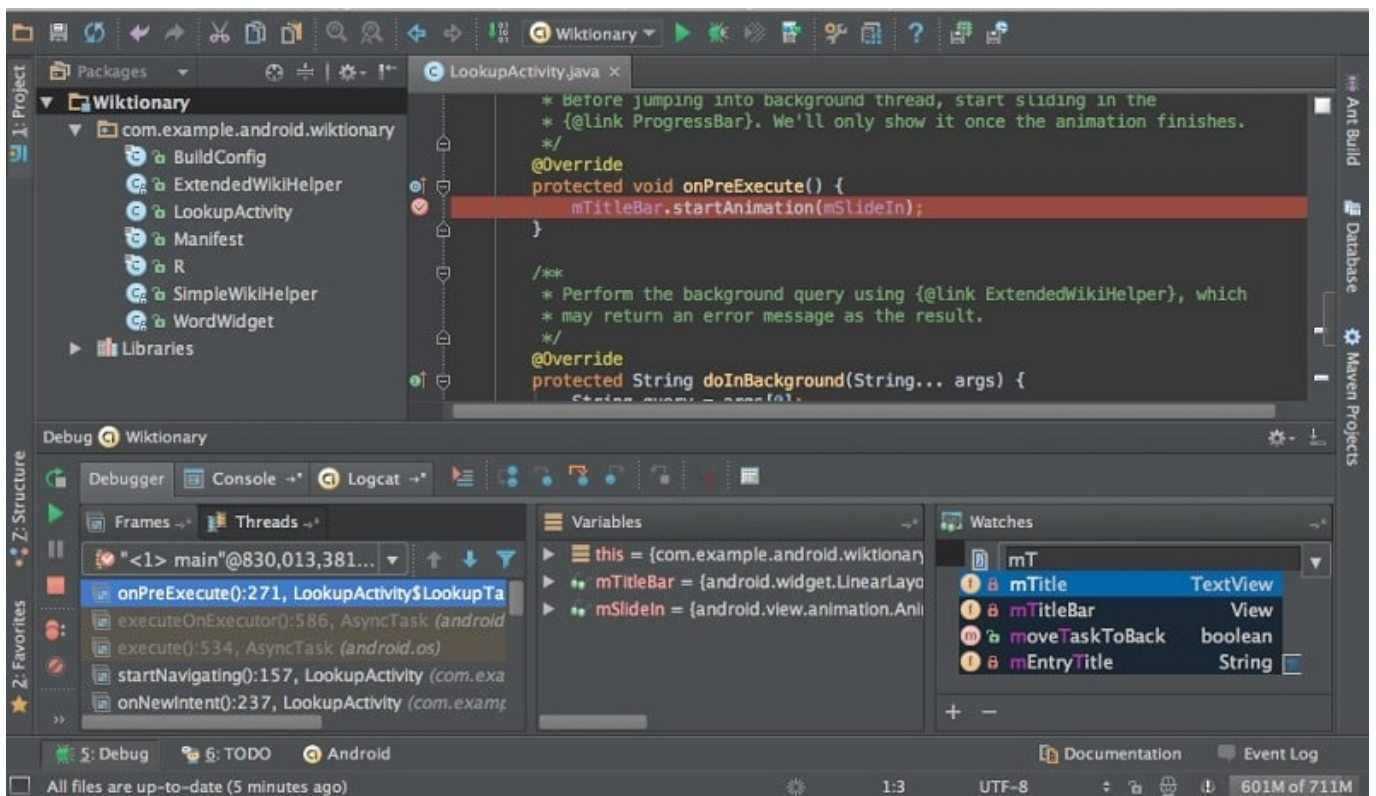 Wiktionary
Packages
LookupActivity.java
1: Project
Wiktionary
com.example.android.wiktionary
BuildConfig
ExtendedWikiHelper
LookupActivity
Manifest
R
SimpleWikiHelper
WordWidget
Libraries
* Before jumping into background thread, start sliding in the
* {@link ProgressBar}. We'll only show it once the animation finishes.
*/
@Override
protected void onPreExecute() {
mTitleBar.startAnimation(mSlideIn);
}
/**
* Perform the background query using {@link ExtendedWikiHelper}, which
* may return an error message as the result.
*/
@Override
protected String doInBackground(String... args) {
String query = args[0];
Ant Build
Database
Maven Projects
Debug Wiktionary
Z: Structure
2: Favorites
Debugger Console Logcat
Frames Threads
"<1> main"@830,013,381...
onPreExecute():271, LookupActivity$LookupTa
executeOnExecutor():586, AsyncTask (android
execute():534, AsyncTask (android.os)
startNavigating():157, LookupActivity (com.exa
onNewIntent():237, LookupActivity (com.examp
Variables
this = {com.example.android.wiktionary
mTitleBar = {android.widget.LinearLayo
mSlideIn = {android.view.animation.Ani
Watches
mT
mTitle TextView
mTitleBar View
moveTaskToBack boolean
mEntryTitle String
5: Debug 6: TODO Android
Documentation Event Log
All files are up-to-date (5 minutes ago)
1:3 UTF-8 601M of 711M